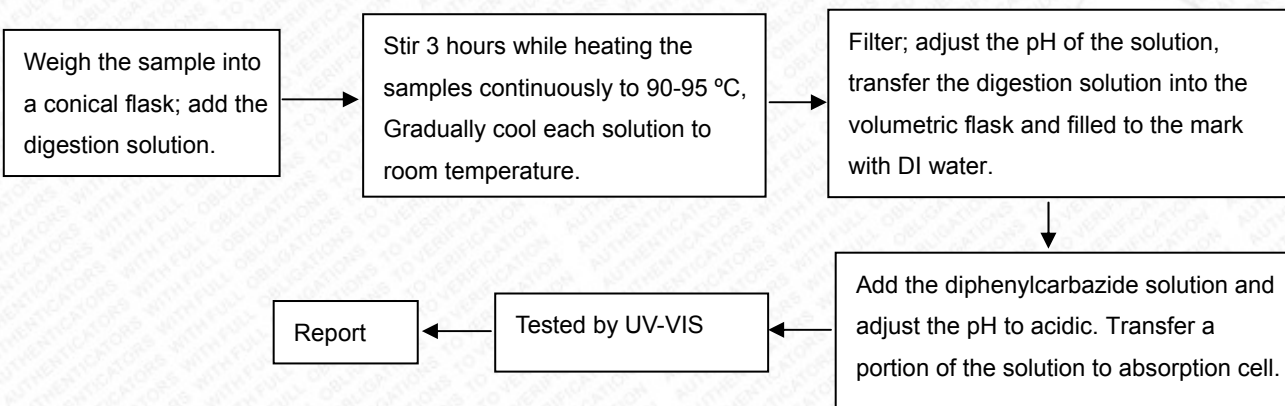 Weigh the sample into
a conical flask; add the
digestion solution.
Stir 3 hours while heating the
samples continuously to 90-95 ºC,
Gradually cool each solution to
room temperature.
Filter; adjust the pH of the solution,
transfer the digestion solution into the
volumetric flask and filled to the mark
with DI water.
Add the diphenylcarbazide solution and
adjust the pH to acidic. Transfer a
portion of the solution to absorption cell.
Tested by UV-VIS
Report